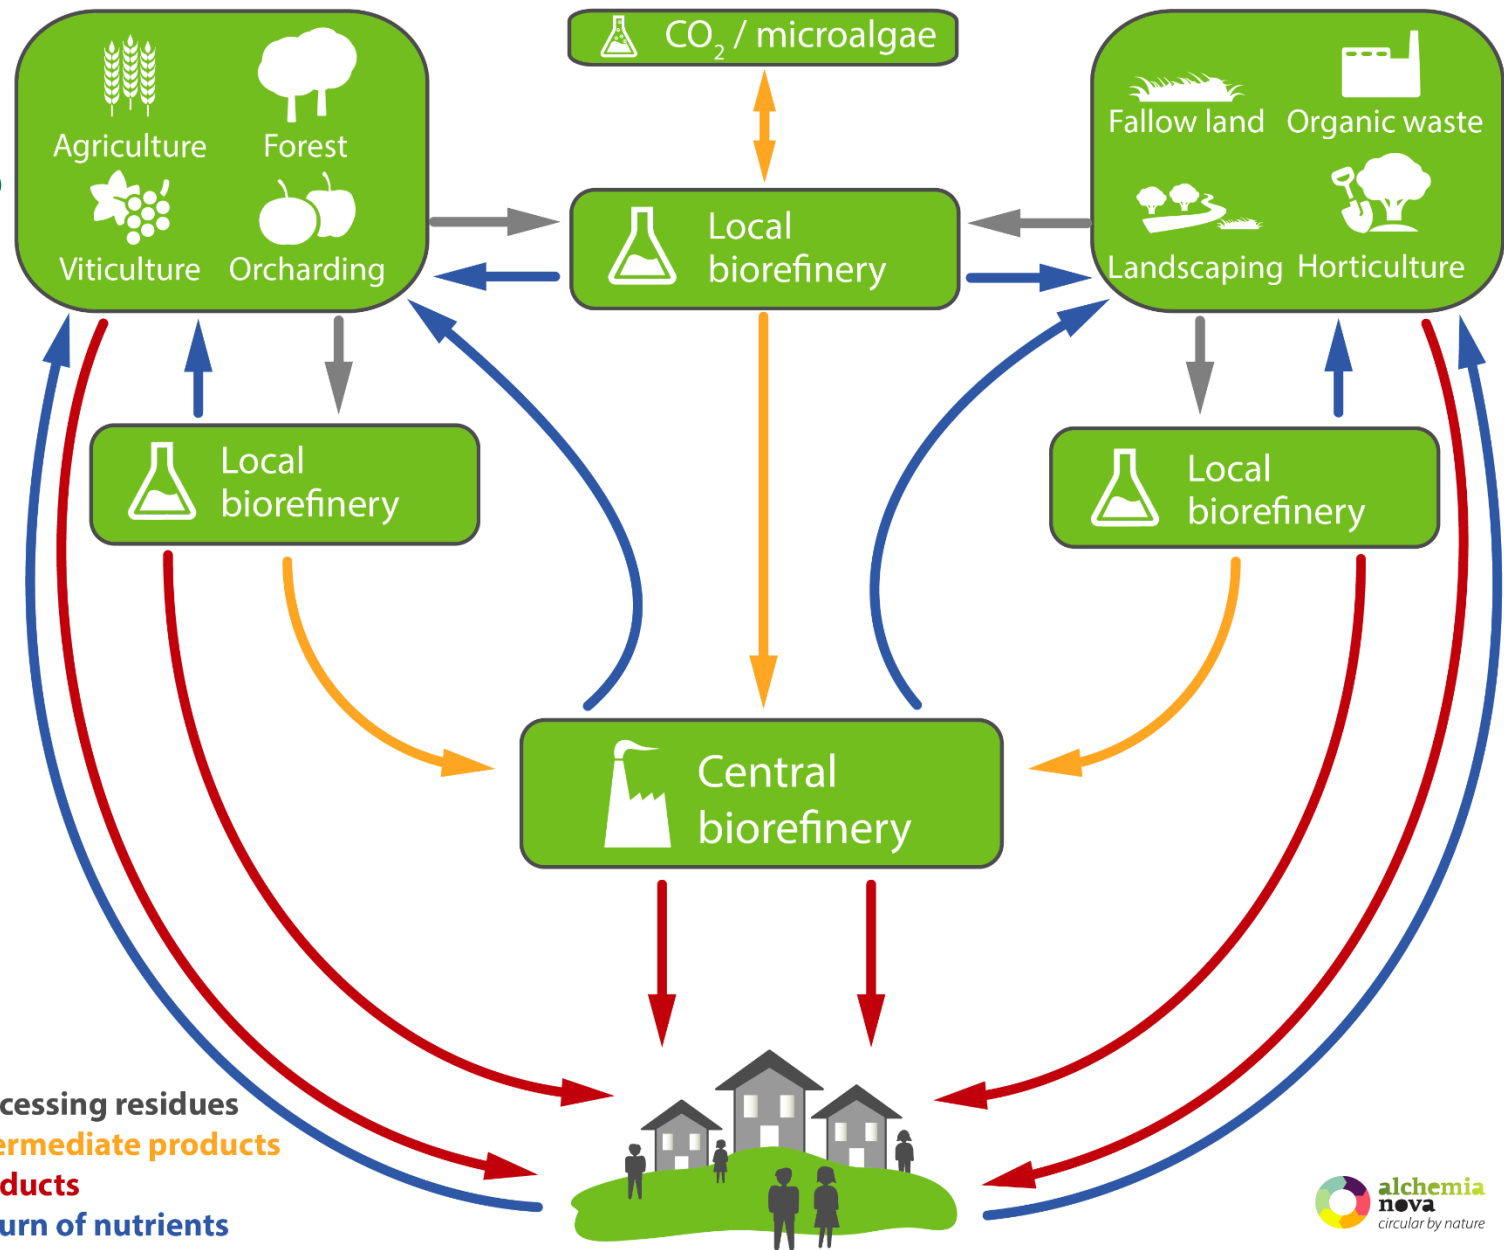 CO2 / microalgae
Agriculture
Forest
Viticulture
Orcharding
Fallow land
Organic waste
Landscaping
Horticulture
Local
biorefinery
Local
biorefinery
Local
biorefinery
Central
biorefinery
cessing residues
ermediate products
ducts
urn of nutrients
alchemia
nova
circular by nature